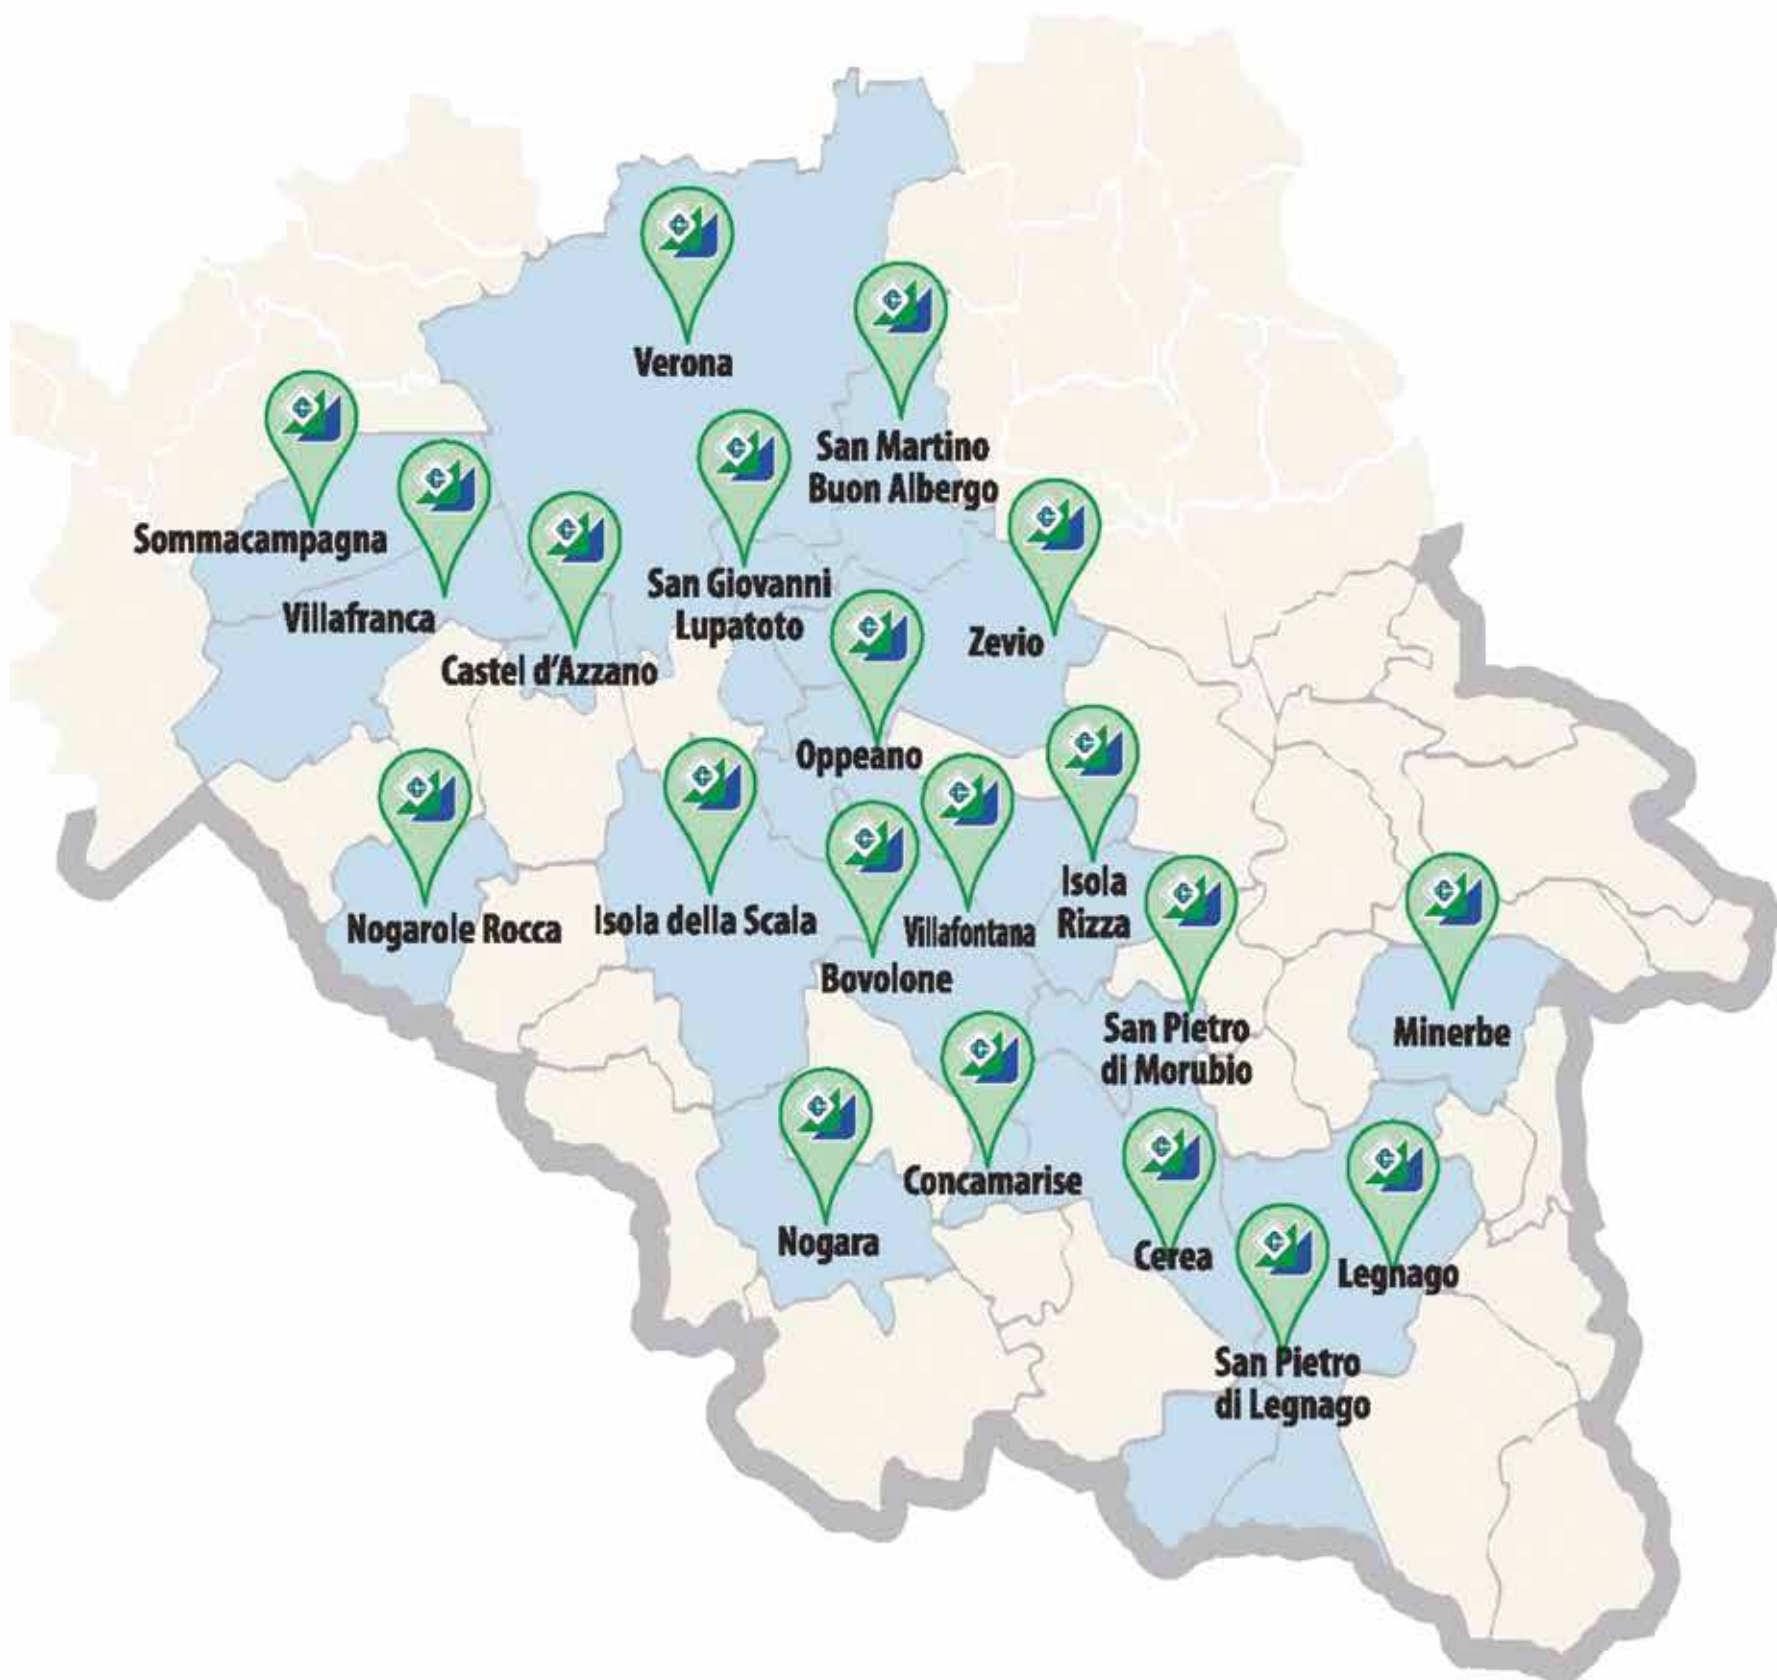 Verona
San Martino
Buon Albergo
Sommacampagna
San Giovanni
Lupatoto
Villafranca
Zevio
Castel d'Azzano
Oppeano
Isola
Rizza
Nogarole Rocca
Isola della Scala
Villafontana
Bovolone
San Pietro
di Morubio
Minerbe
Concamarise
Nogara
Cerea
Legnago
San Pietro
di Legnago